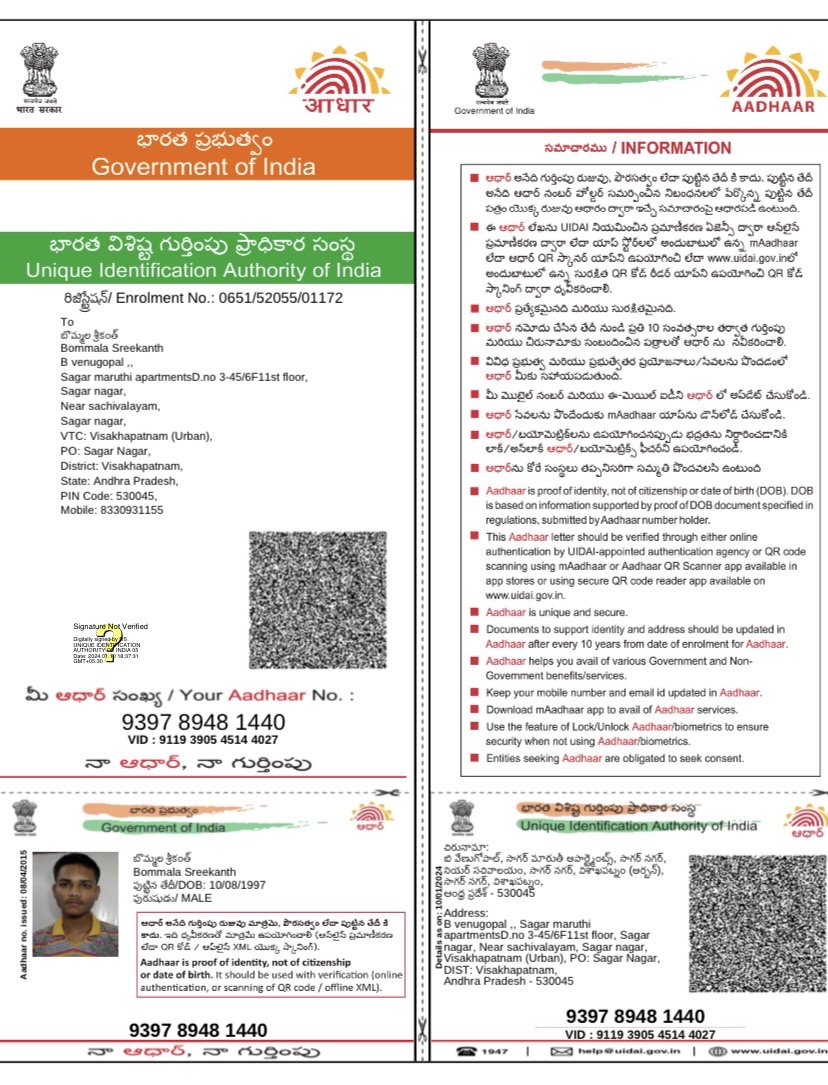 सत्यमेव जयते
भारत सरकार
आधार
భారత ప్రభుత్వం
Government of India
భారత విశిష్ట గుర్తింపు ప్రాధికార సంస్థ
Unique Identification Authority of India
రిజిస్ట్రేషన్/ Enrolment No.: 0651/52055/01172
To
బొమ్మల శ్రీకంత్
Bommala Sreekanth
B venugopal ,,
Sagar maruthi apartmentsD.no 3-45/6F11st floor,
Sagar nagar,
Near sachivalayam,
Sagar nagar,
VTC: Visakhapatnam (Urban),
PO: Sagar Nagar,
District: Visakhapatnam,
State: Andhra Pradesh,
PIN Code: 530045,
Mobile: 8330931155
Signature Not Verified
?
Digitally signed by DS
UNIQUE IDENTIFICATION
AUTHORITY OF INDIA 05
Date: 2024.01.10 18:37:31
GMT+05:30
మీ ఆధార్ సంఖ్య / Your Aadhaar No. :
9397 8948 1440
VID : 9119 3905 4514 4027
నా ఆధార్, నా గుర్తింపు
सत्यमेव जयते
Government of India
AADHAAR
సమాచారము / INFORMATION
ఆధార్ అనేది గుర్తింపు రుజువు, పౌరసత్వం లేదా పుట్టిన తేదీ కి కాదు. పుట్టిన తేదీ
అనేది ఆధార్ నంబర్ హోల్డర్ సమర్పించిన నిబంధనలలో పేర్కొన్న పుట్టిన తేదీ
పత్రం యొక్క రుజువు ఆధారం ద్వారా ఇచ్చే సమాచారంపై ఆధారపడి ఉంటుంది.
ఈ ఆధార్ లేఖను UIDAI నియమించిన ప్రమాణీకరణ ఏజెన్సీ ద్వారా ఆన్‌లైన్
ప్రమాణీకరణ ద్వారా లేదా యాప్ స్టోర్‌లలో అందుబాటులో ఉన్న mAadhaar
లేదా ఆధార్ QR స్కానర్ యాప్‌ని ఉపయోగించి లేదా www.uidai.gov.inలో
అందుబాటులో ఉన్న సురక్షిత QR కోడ్ రీడర్ యాప్‌ని ఉపయోగించి QR కోడ్
స్కానింగ్ ద్వారా ధృవీకరించాలి.
ఆధార్ ప్రత్యేకమైనది మరియు సురక్షితమైనది.
ఆధార్ నమోదు చేసిన తేదీ నుండి ప్రతి 10 సంవత్సరాల తర్వాత గుర్తింపు
మరియు చిరునామాకు సంబంధించిన పత్రాలతో ఆధార్ ను నవీకరించాలి.
వివిధ ప్రభుత్వ మరియు ప్రభుత్వేతర ప్రయోజనాలు/సేవలను పొందడంలో
ఆధార్ మీకు సహాయపడుతుంది.
మీ మొబైల్ నంబర్ మరియు ఈ-మెయిల్ ఐడీని ఆధార్ లో అప్‌డేట్ చేసుకోండి.
ఆధార్ సేవలను పొందేందుకు mAadhaar యాప్‌ను డౌన్‌లోడ్ చేసుకోండి.
ఆధార్/బయోమెట్రిక్‌లను ఉపయోగించనప్పుడు భద్రతను నిర్ధారించడానికి
లాక్/అన్‌లాక్ ఆధార్/బయోమెట్రిక్స్ ఫీచర్‌ని ఉపయోగించండి.
ఆధార్‌ను కోరే సంస్థలు తప్పనిసరిగా సమ్మతి పొందవలసి ఉంటుంది
Aadhaar is proof of identity, not of citizenship or date of birth (DOB). DOB
is based on information supported by proof of DOB document specified in
regulations, submitted by Aadhaar number holder.
This Aadhaar letter should be verified through either online
authentication by UIDAI-appointed authentication agency or QR code
scanning using mAadhaar or Aadhaar QR Scanner app available in
app stores or using secure QR code reader app available on
www.uidai.gov.in.
Aadhaar is unique and secure.
Documents to support identity and address should be updated in
Aadhaar after every 10 years from date of enrolment for Aadhaar.
Aadhaar helps you avail of various Government and Non-
Government benefits/services.
Keep your mobile number and email id updated in Aadhaar.
Download mAadhaar app to avail of Aadhaar services.
Use the feature of Lock/Unlock Aadhaar/biometrics to ensure
security when not using Aadhaar/biometrics.
Entities seeking Aadhaar are obligated to seek consent.
భారత ప్రభుత్వం
Government of India
ఆధార్
Aadhaar no. issued: 08/04/2015
బొమ్మల శ్రీకంత్
Bommala Sreekanth
పుట్టిన తేదీ/DOB: 10/08/1997
పురుషుడు/ MALE
ఆధార్ అనేది గుర్తింపు రుజువు మాత్రమే, పౌరసత్వం లేదా పుట్టిన తేదీ కి
కాదు. ఇది ధృవీకరణతో మాత్రమే ఉపయోగించాలి (ఆన్‌లైన్ ప్రమాణీకరణ
లేదా QR కోడ్ / ఆఫ్‌లైన్ XML యొక్క స్కానింగ్).
Aadhaar is proof of identity, not of citizenship
or date of birth. It should be used with verification (online
authentication, or scanning of QR code / offline XML).
9397 8948 1440
నా ఆధార్, నా గుర్తింపు
భారత విశిష్ట గుర్తింపు ప్రాధికార సంస్థ
Unique Identification Authority of India
ఆధార్
Details as on: 10/01/2024
చిరునామా:
బి వేణుగోపాల్, సాగర్ మారుతీ అపార్ట్మెంట్స్, సాగర్ నగర్,
నియర్ సచివాలయం, సాగర్ నగర్, విశాఖపట్నం (అర్బన్),
సాగర్ నగర్, విశాఖపట్నం,
ఆంధ్ర ప్రదేశ్ - 530045
Address:
B venugopal ,, Sagar maruthi
apartmentsD.no 3-45/6F11st floor, Sagar
nagar, Near sachivalayam, Sagar nagar,
Visakhapatnam (Urban), PO: Sagar Nagar,
DIST: Visakhapatnam,
Andhra Pradesh - 530045
9397 8948 1440
VID : 9119 3905 4514 4027
1947 | help@uidai.gov.in | www.uidai.gov.in